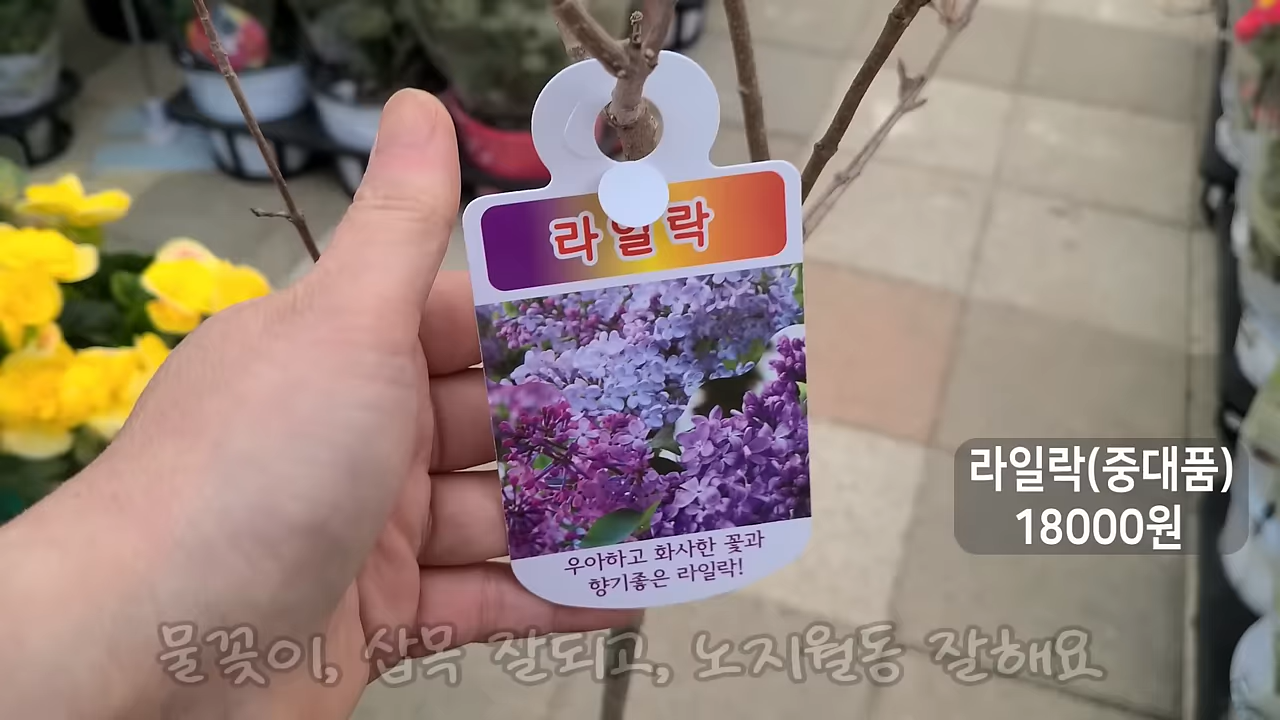 라일락
우아하고 화사한 꽃과
향기좋은 라일락!
라일락(중대품)
18000원
물꽂이, 삽목 잘되고, 노지월동 잘해요